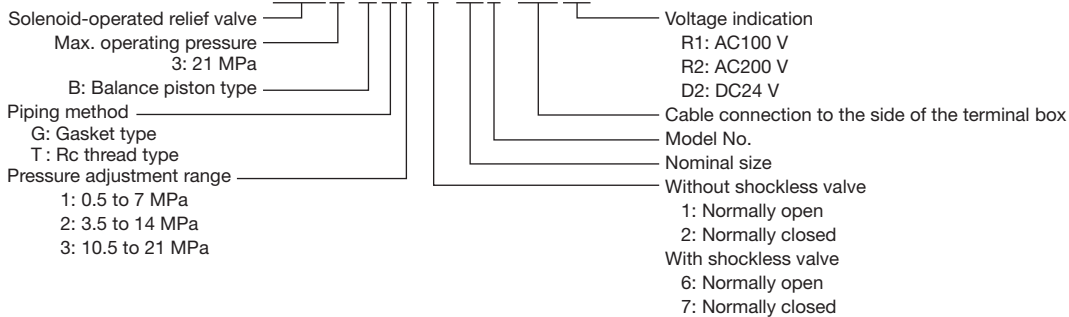 Solenoid-operated relief valve
Max. operating pressure
3: 21 MPa
B: Balance piston type
Piping method
G: Gasket type
T : Rc thread type
Pressure adjustment range
1: 0.5 to 7 MPa
2: 3.5 to 14 MPa
3: 10.5 to 21 MPa
Voltage indication
R1: AC100 V
R2: AC200 V
D2: DC24 V
Cable connection to the side of the terminal box
Model No.
Nominal size
Without shockless valve
1: Normally open
2: Normally closed
With shockless valve
6: Normally open
7: Normally closed